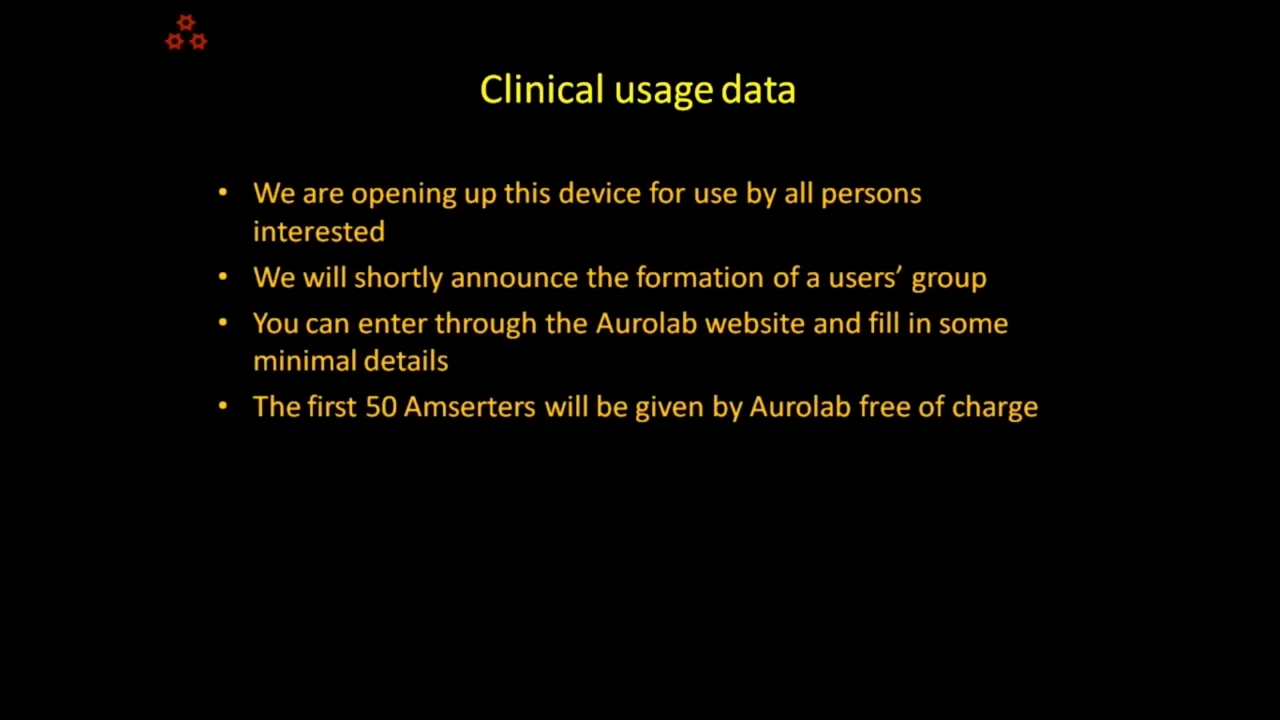 Clinical usage data
• We are opening up this device for use by all persons
interested
• We will shortly announce the formation of a users’ group
• You can enter through the Aurolab website and fill in some
minimal details
• The first 50 Amserters will be given by Aurolab free of charge